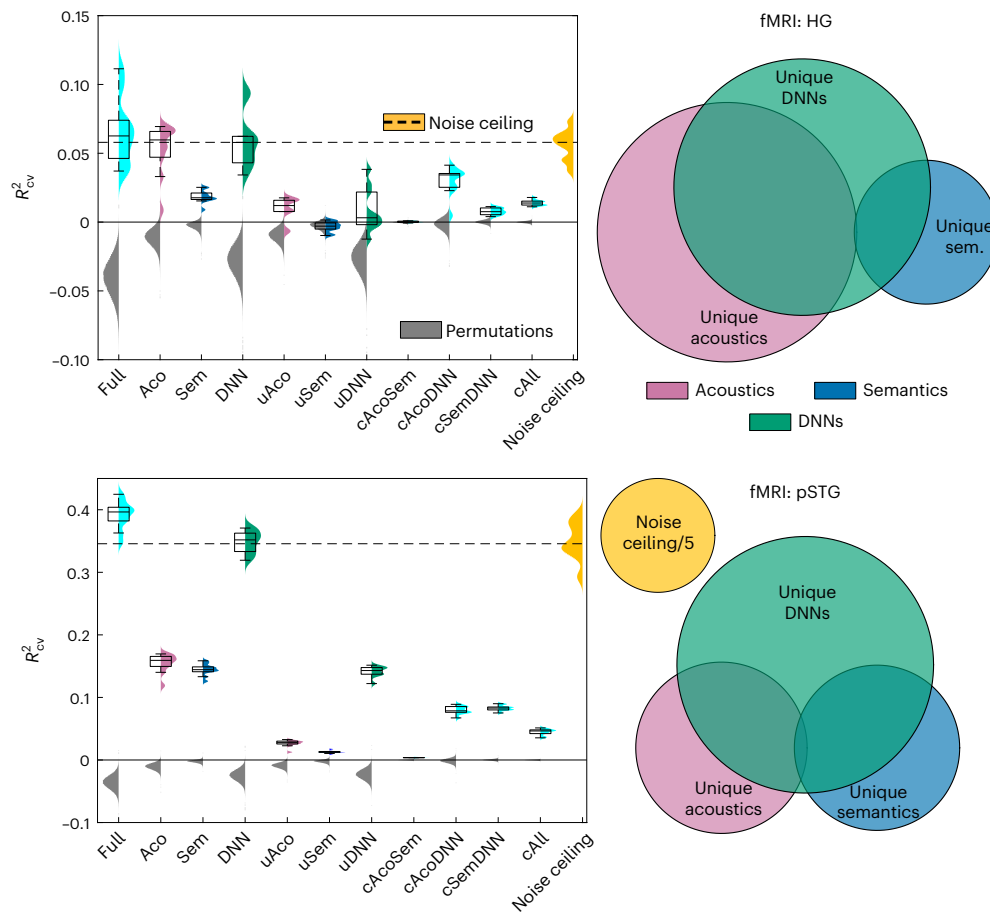 0.15
0.10
0.05
0
−0.05
−0.10
R²cv
Noise ceiling
Permutations
Full
Aco
Sem
DNN
uAco
uSem
uDNN
cAcoSem
cAcoDNN
cSemDNN
cAll
Noise ceiling
fMRI: HG
Unique
DNNs
Unique
sem.
Unique
acoustics
Acoustics
Semantics
DNNs
0.4
0.3
0.2
0.1
0
−0.1
R²cv
Full
Aco
Sem
DNN
uAco
uSem
uDNN
cAcoSem
cAcoDNN
cSemDNN
cAll
Noise ceiling
fMRI: pSTG
Noise
ceiling/5
Unique
DNNs
Unique
acoustics
Unique
semantics